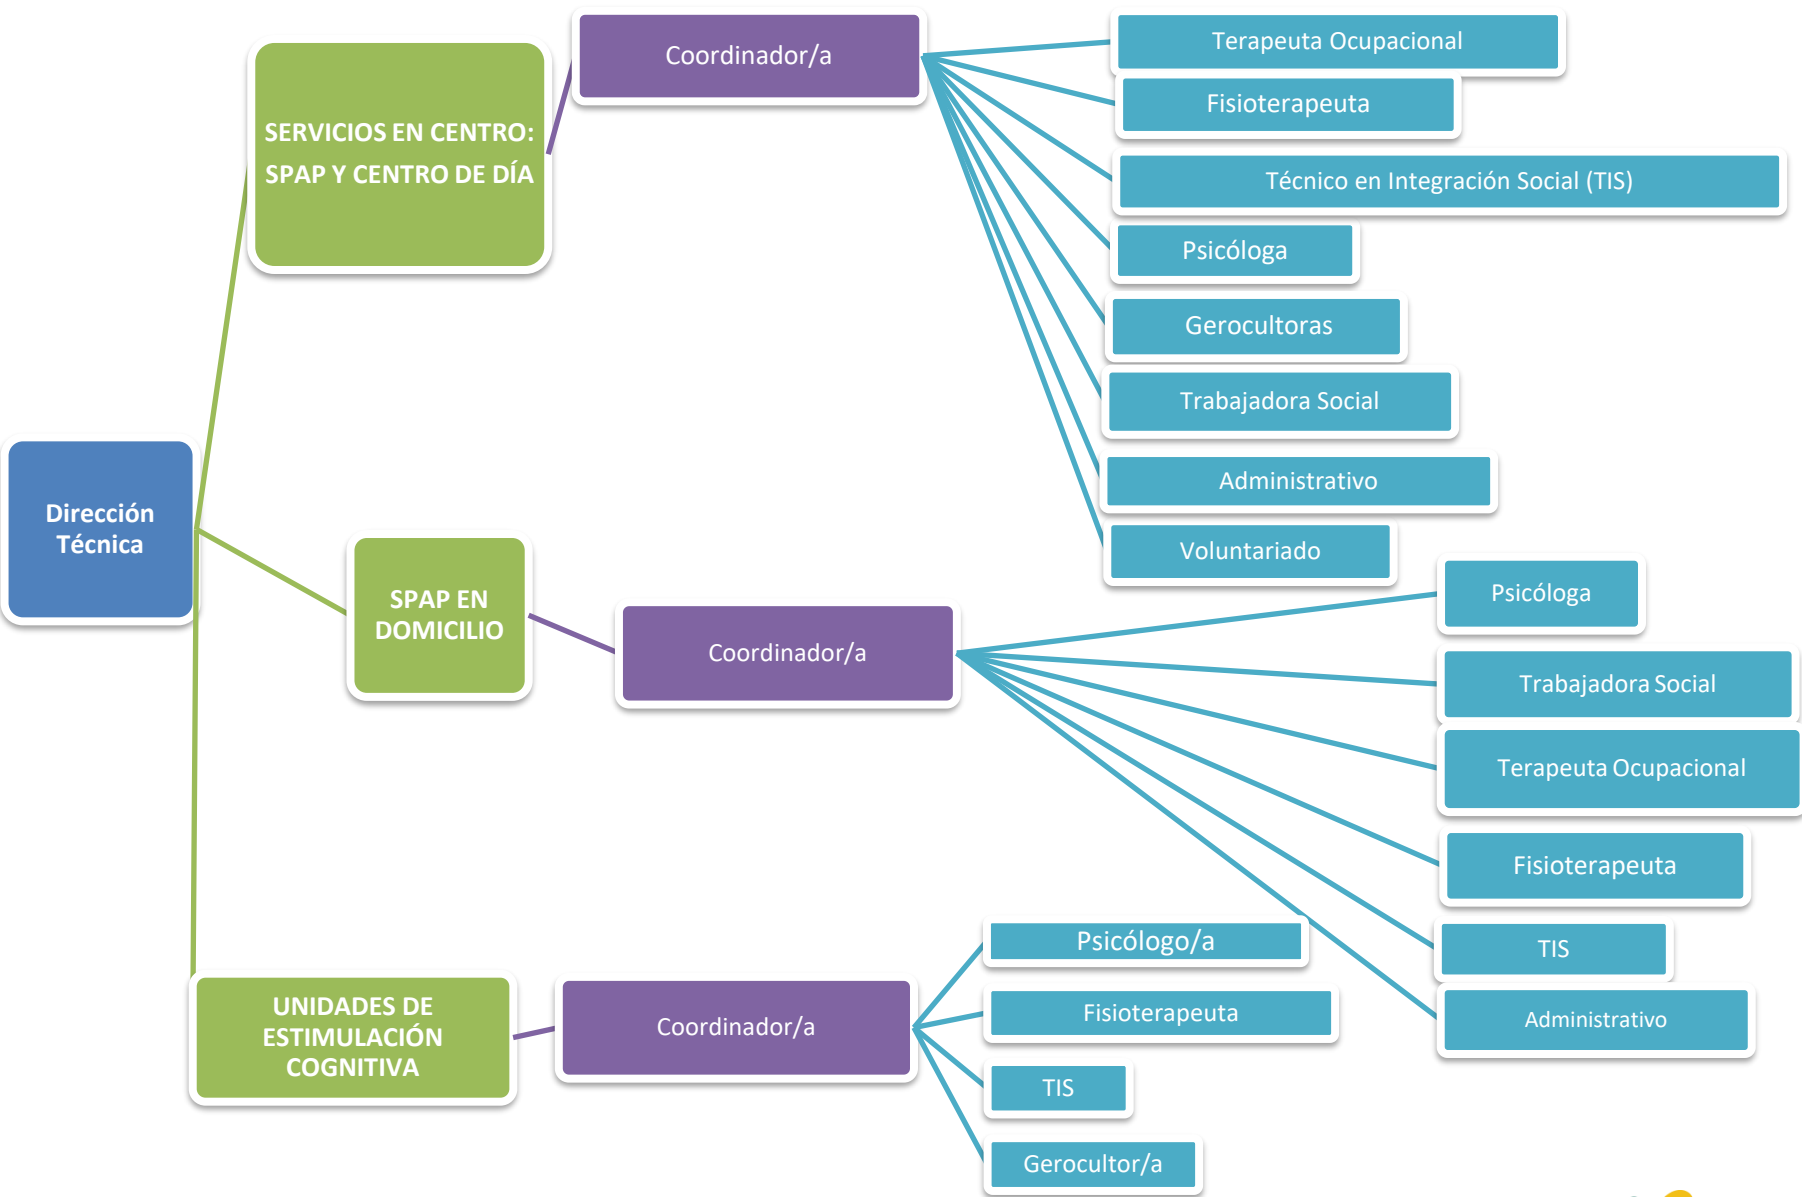 Dirección
Técnica
SERVICIOS EN CENTRO:
SPAP Y CENTRO DE DÍA
Coordinador/a
Terapeuta Ocupacional
Fisioterapeuta
Técnico en Integración Social (TIS)
Psicóloga
Gerocultoras
Trabajadora Social
Administrativo
Voluntariado
SPAP EN
DOMICILIO
Coordinador/a
Psicóloga
Trabajadora Social
Terapeuta Ocupacional
Fisioterapeuta
TIS
Administrativo
UNIDADES DE
ESTIMULACIÓN
COGNITIVA
Coordinador/a
Psicólogo/a
Fisioterapeuta
TIS
Gerocultor/a